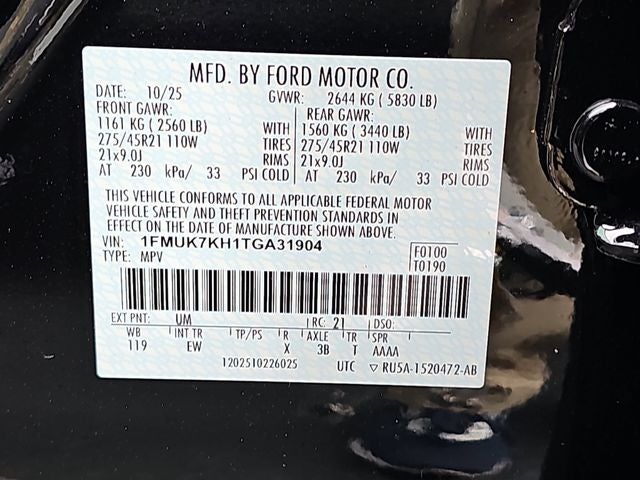 MFD. BY FORD MOTOR CO.
DATE: 10/25 GVWR: 2644 KG ( 5830 LB)
FRONT GAWR: REAR GAWR:
1161 KG ( 2560 LB) WITH 1560 KG ( 3440 LB) WITH
275/45R21 110W TIRES 275/45R21 110W TIRES
21x9.0J RIMS 21x9.0J RIMS
AT 230 kPa/ 33 PSI COLD AT 230 kPa/ 33 PSI COLD
THIS VEHICLE CONFORMS TO ALL APPLICABLE FEDERAL MOTOR
VEHICLE SAFETY AND THEFT PREVENTION STANDARDS IN
EFFECT ON THE DATE OF MANUFACTURE SHOWN ABOVE.
VIN: 1FMUK7KH1TGA31904 F0100
TYPE: MPV T0190
EXT PNT: UM RC: 21 DSO:
WB INT TR TP/PS R AXLE TR SPR
119 EW X 3B T AAAA
1202510226025 UTC ▽ RU5A-1520472-AB